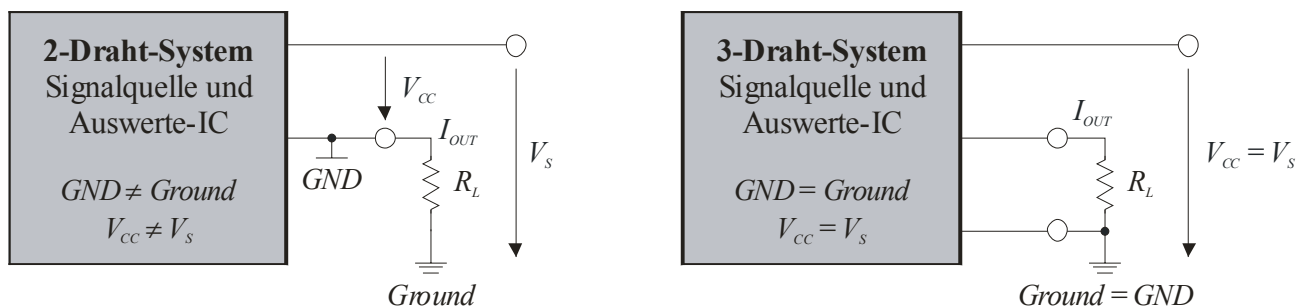 2-Draht-System
Signalquelle und
Auswerte-IC
GND ≠ Ground
V_CC ≠ V_S
V_CC
I_OUT
GND
R_L
V_S
Ground
3-Draht-System
Signalquelle und
Auswerte-IC
GND = Ground
V_CC = V_S
I_OUT
R_L
V_CC = V_S
Ground = GND